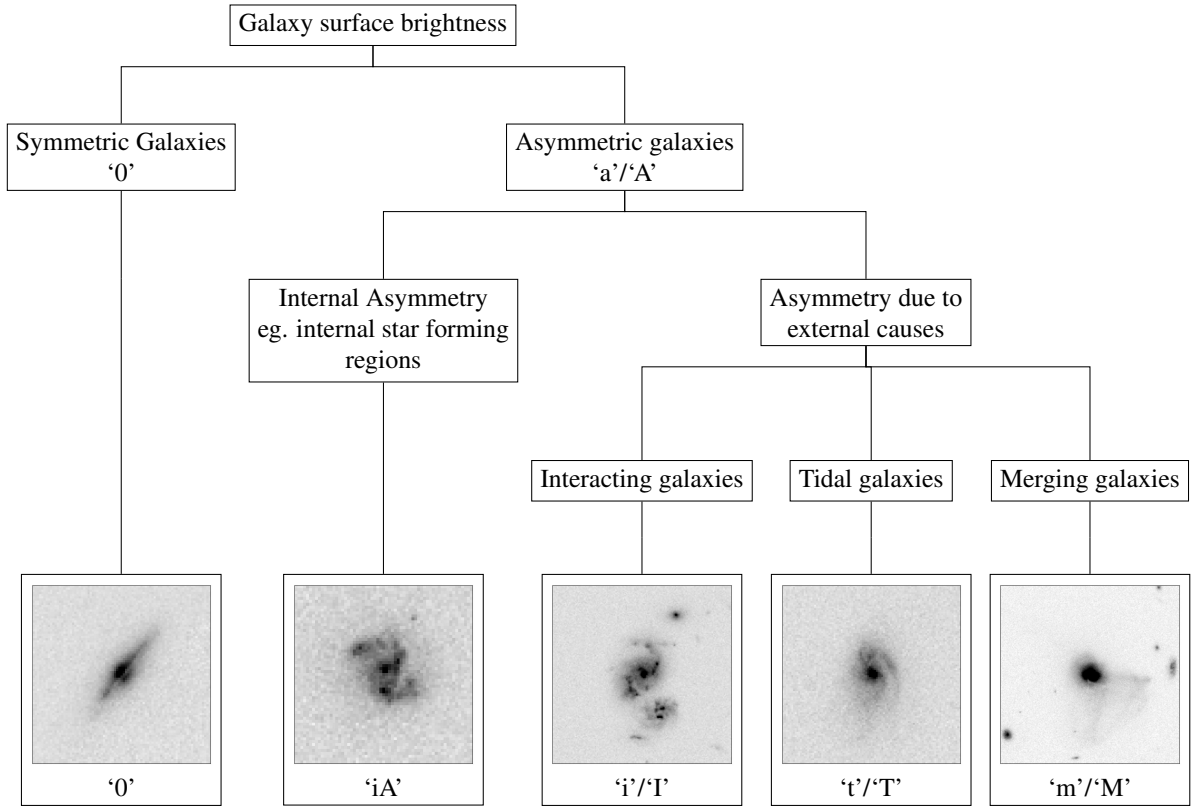 Galaxy surface brightness
Symmetric Galaxies
‘0’
Asymmetric galaxies
‘a’/‘A’
Internal Asymmetry
eg. internal star forming
regions
Asymmetry due to
external causes
Interacting galaxies
Tidal galaxies
Merging galaxies
‘0’
‘iA’
‘i’/‘I’
‘t’/‘T’
‘m’/‘M’